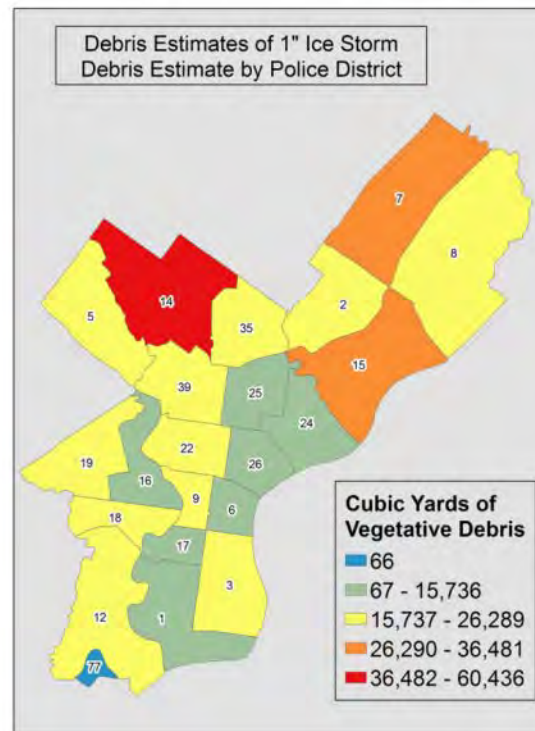 Debris Estimates of 1" Ice Storm
Debris Estimate by Police District
7
8
14
2
5
35
15
39
25
24
22
19
26
16
9
6
18
17
3
12
1
77
Cubic Yards of
Vegetative Debris
66
67 - 15,736
15,737 - 26,289
26,290 - 36,481
36,482 - 60,436